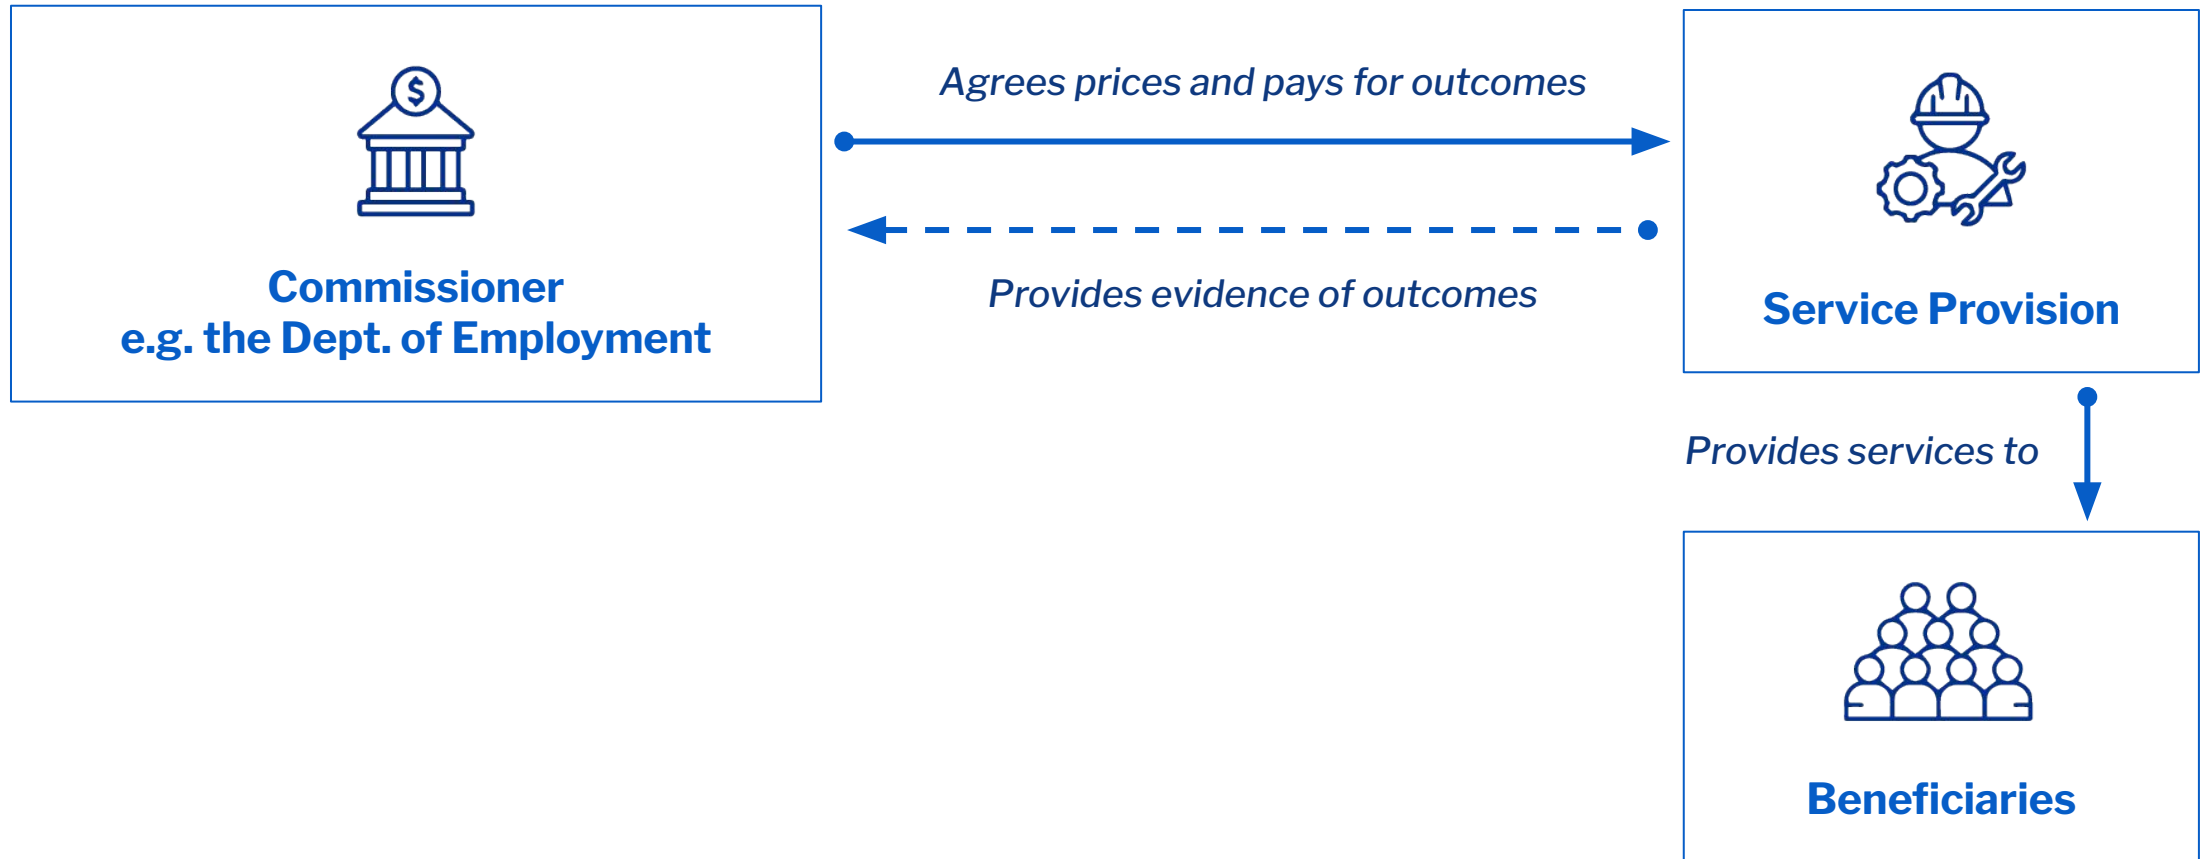 $
Agrees prices and pays for outcomes
Commissioner
e.g. the Dept. of Employment
Provides evidence of outcomes
Service Provision
Provides services to
Beneficiaries